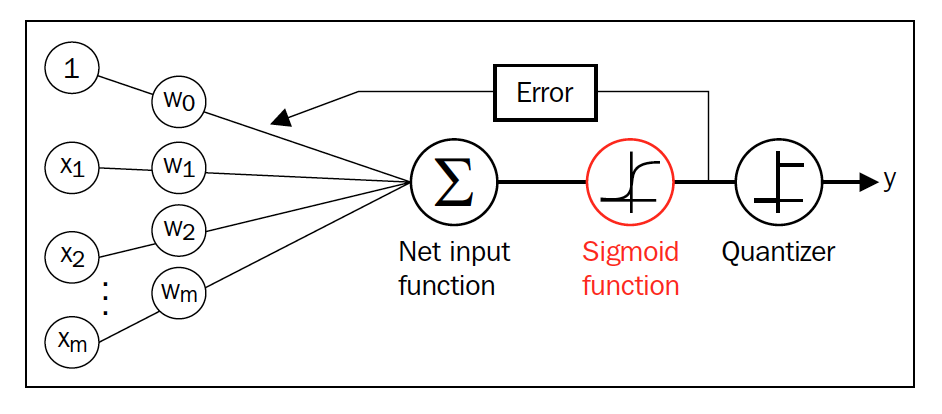 1
w0
Error
x1
w1
Σ
y
w2
x2
Net input
function
Sigmoid
function
Quantizer
wm
⋮
xm